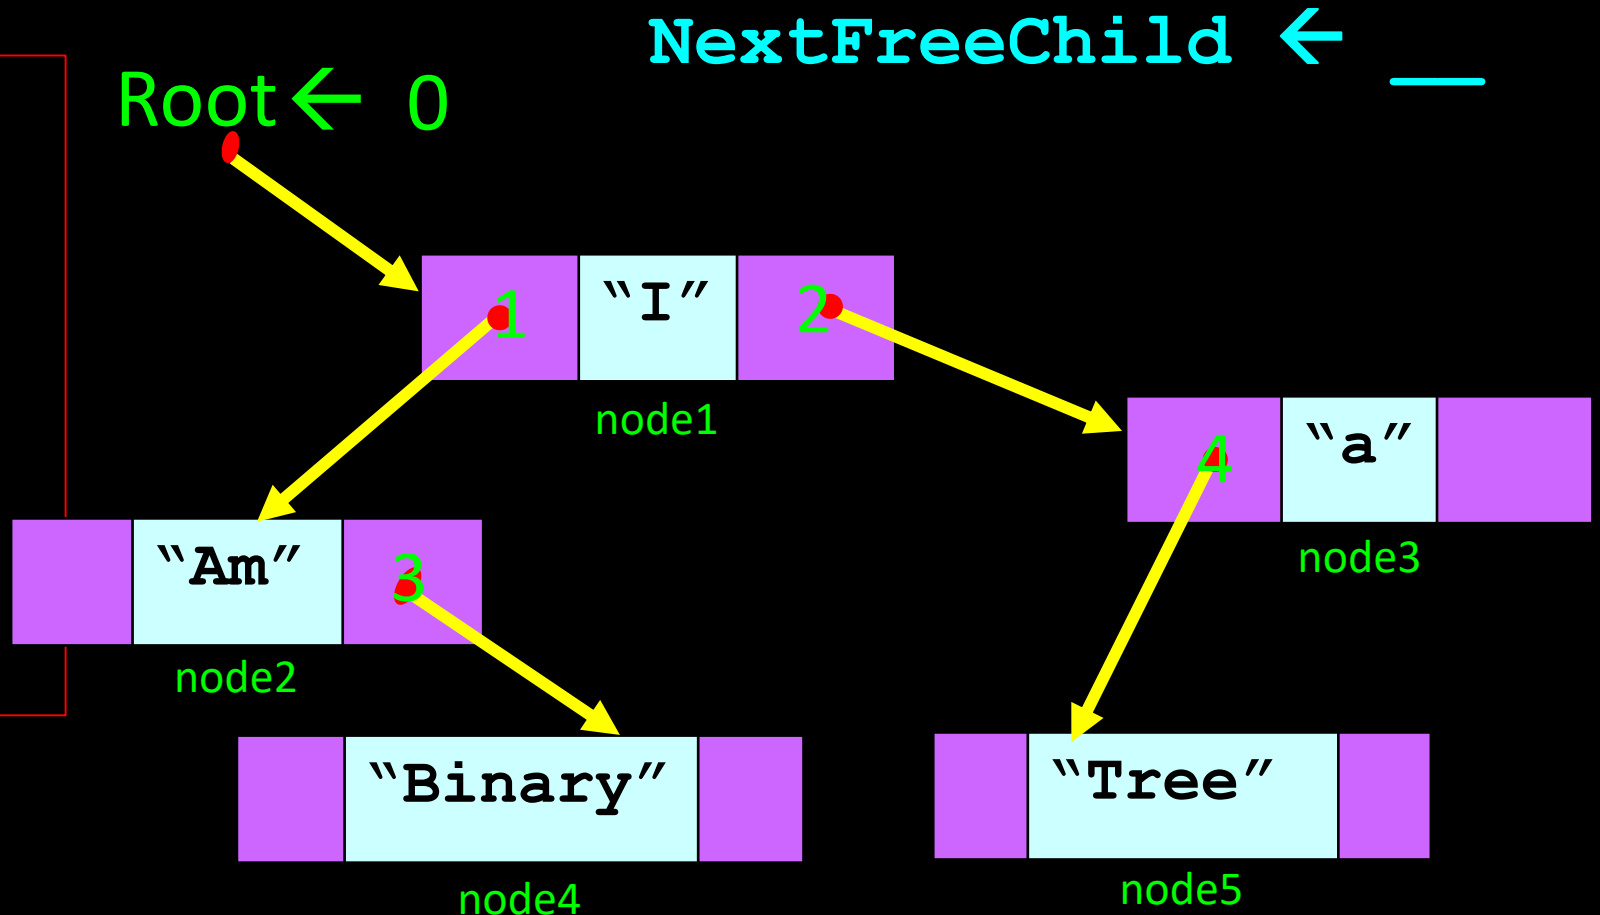 NextFreeChild ← __
Root ← 0
1 “I” 2
node1
4 “a”
node3
“Am” 3
node2
“Binary”
node4
“Tree”
node5